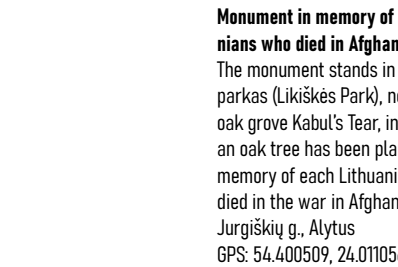 Monument in memory of
nians who died in Afghan
The monument stands in
parkas (Likiškės Park), n
oak grove Kabul's Tear, in
an oak tree has been pla
memory of each Lithuani
died in the war in Afghan
Jurgiškių g., Alytus
GPS: 54.400509, 24.01105